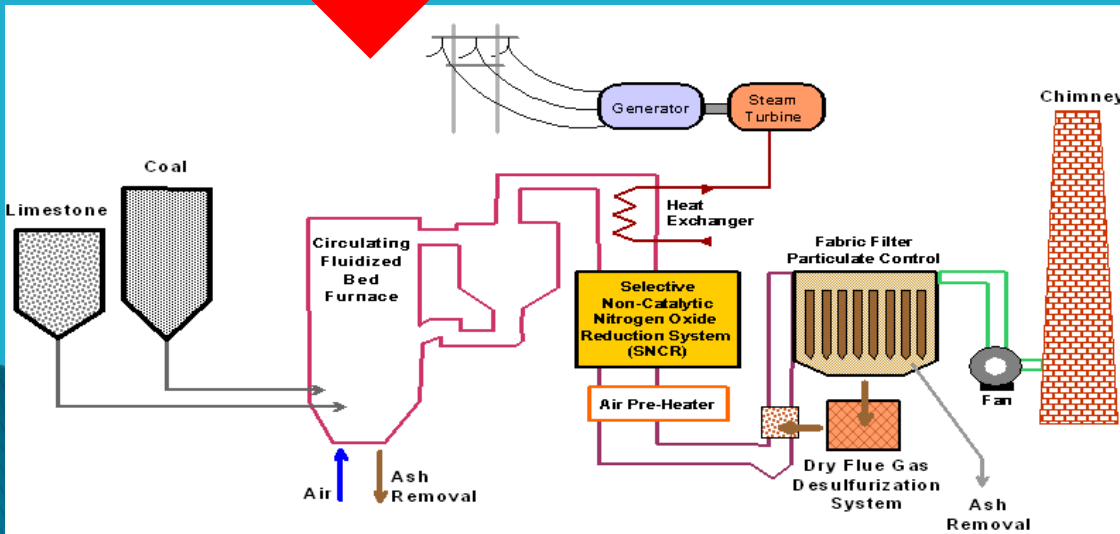 Generator
Steam
Turbine
Chimney
Coal
Limestone
Heat
Exchanger
Circulating
Fluidized
Bed
Furnace
Fabric Filter
Particulate Control
Selective
Non-Catalytic
Nitrogen Oxide
Reduction System
(SNCR)
Air Pre-Heater
Fan
Dry Flue Gas
Desulfurization
System
Air
Ash
Removal
Ash
Removal